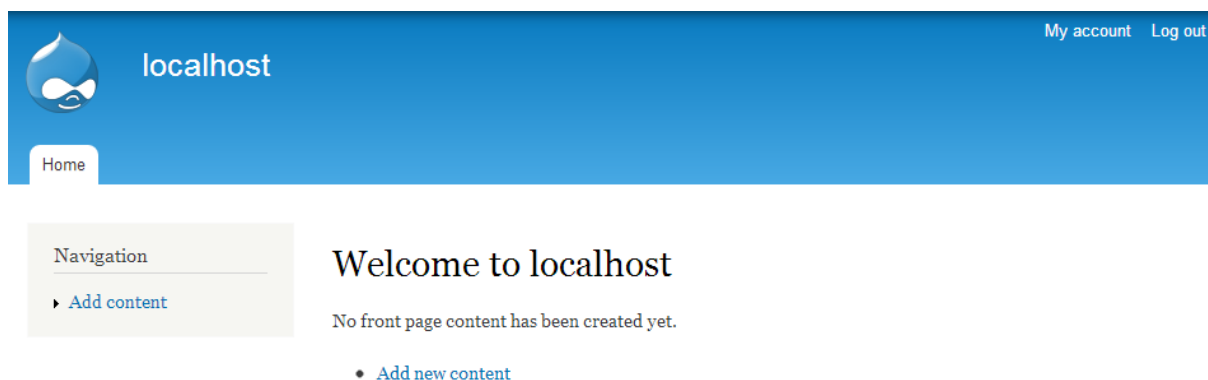 My account Log out
localhost
Home
Navigation
Add content
Welcome to localhost
No front page content has been created yet.
Add new content